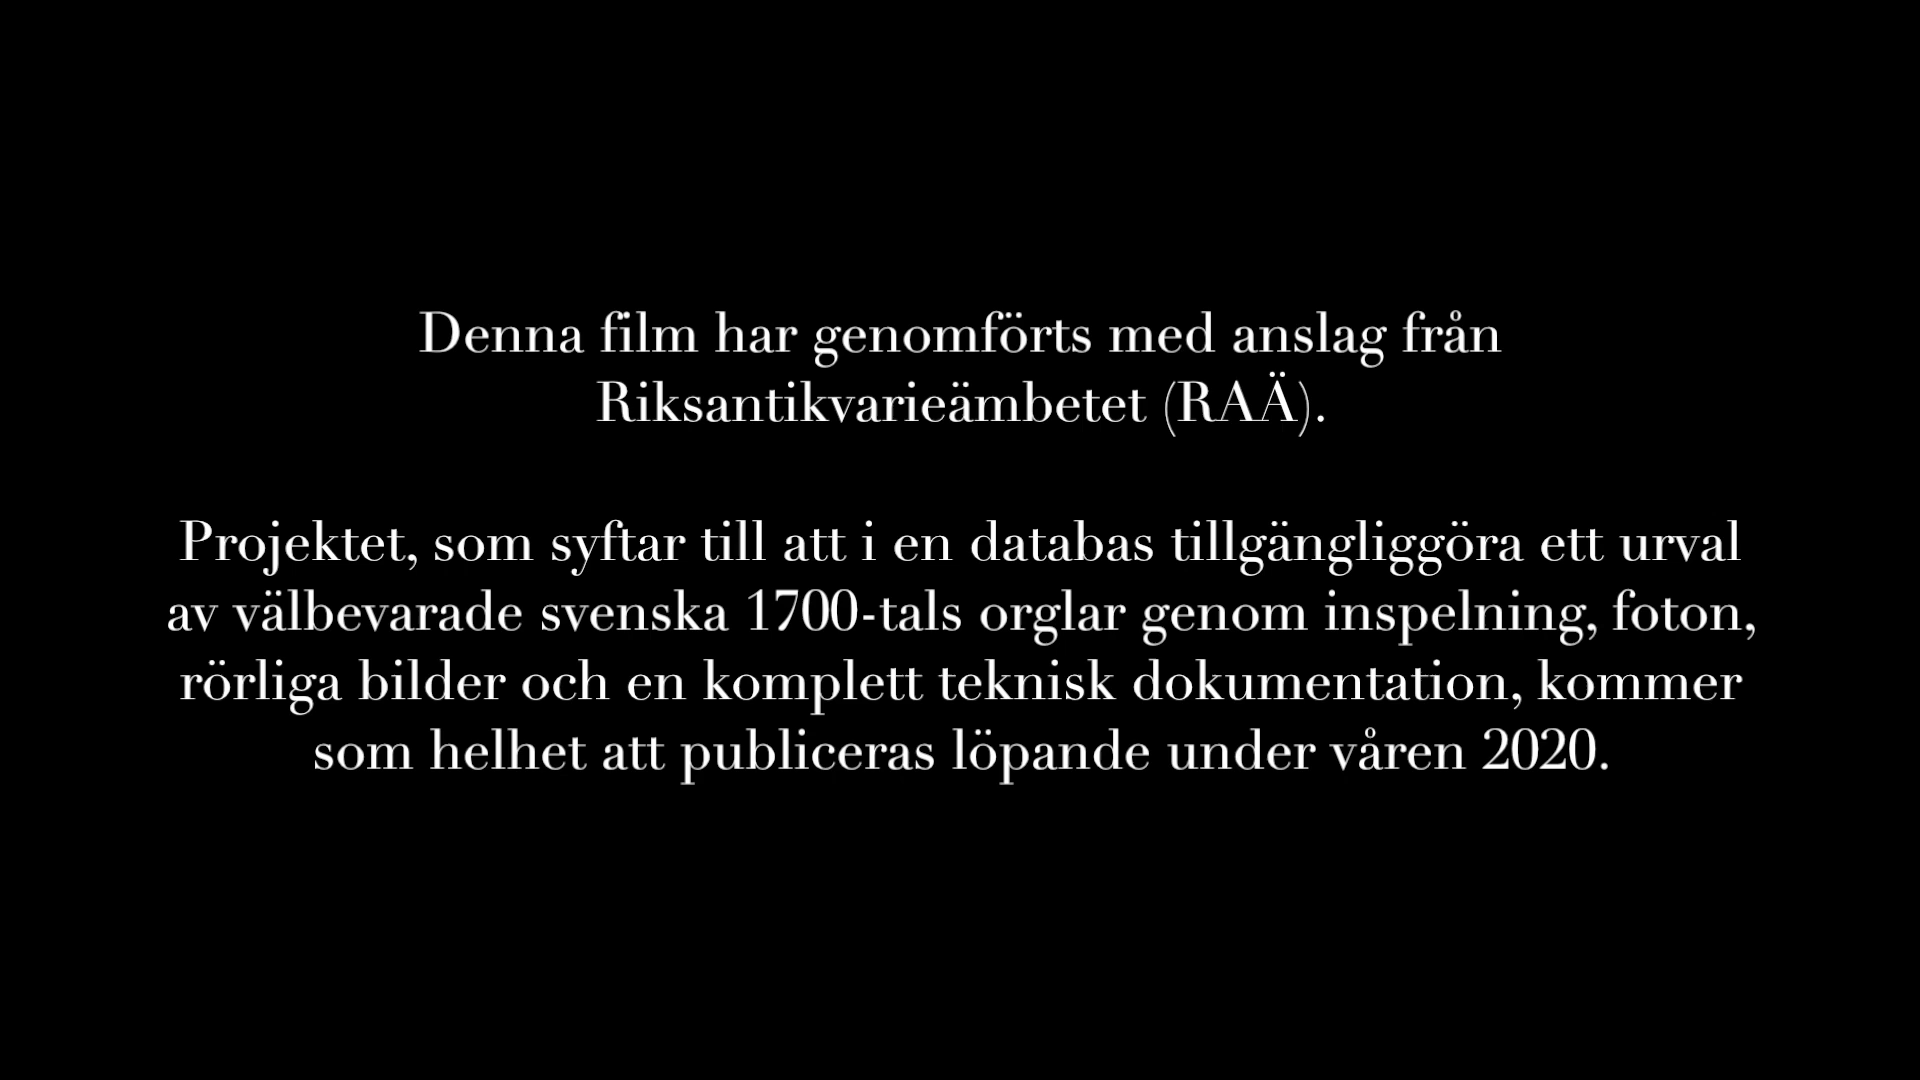 Denna film har genomförts med anslag från
Riksantikvarieämbetet (RAÄ).
Projektet, som syftar till att i en databas tillgängliggöra ett urval
av välbevarade svenska 1700-tals orglar genom inspelning, foton,
rörliga bilder och en komplett teknisk dokumentation, kommer
som helhet att publiceras löpande under våren 2020.